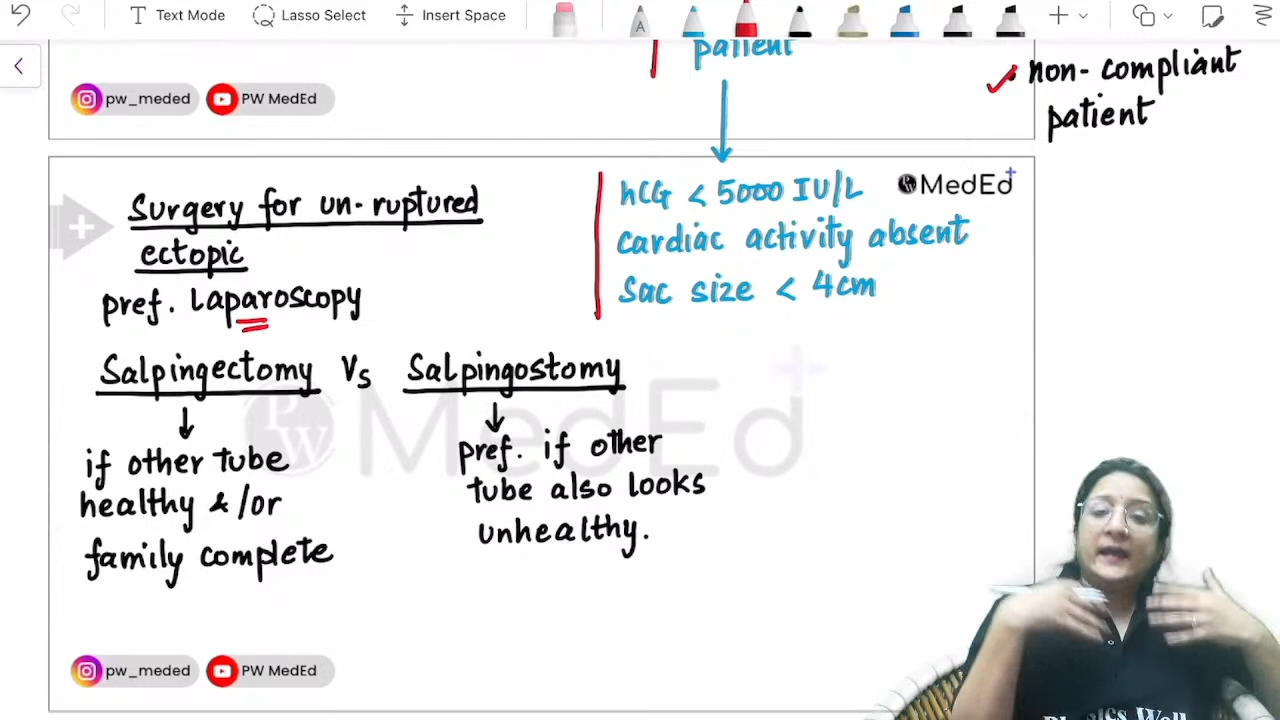 Text Mode
Lasso Select
Insert Space
patient
non-compliant
patient
pw_meded
PW MedEd
MedEd
Surgery for un-ruptured
ectopic
pref. laparoscopy
hCG < 5000 IU/L
cardiac activity absent
Sac size < 4cm
Salpingectomy Vs Salpingostomy
if other tube
healthy & /or
family complete
pref. if other
tube also looks
unhealthy.
PW MedEd
pw_meded
PW MedEd